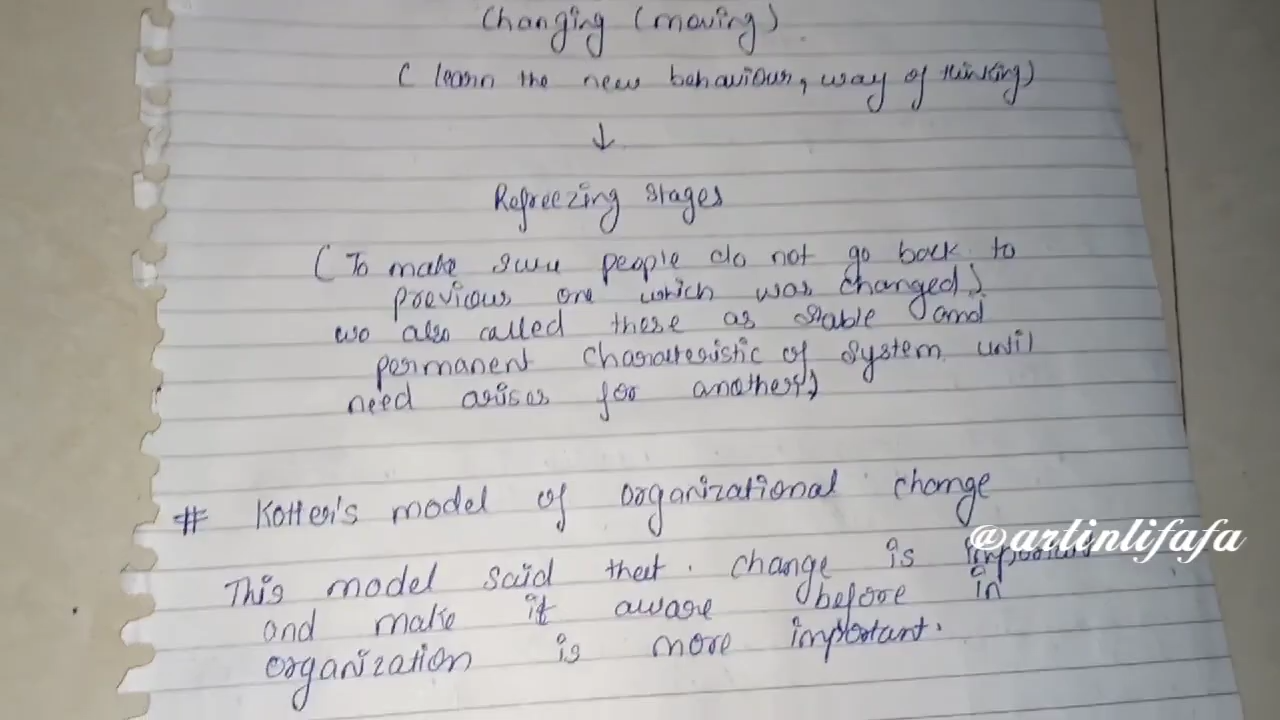 Changing (moving)
( learn the new behaviour, way of thinking)
↓
Refreezing stages
( To make sure people do not go back to
previous one which was changed)
we also called these as stable and
permanent characteristic of system until
need arises for another)
# Kotter's model of organizational change
@artinlifafa
This model said that change is important
and make it aware before in
organization is more important.